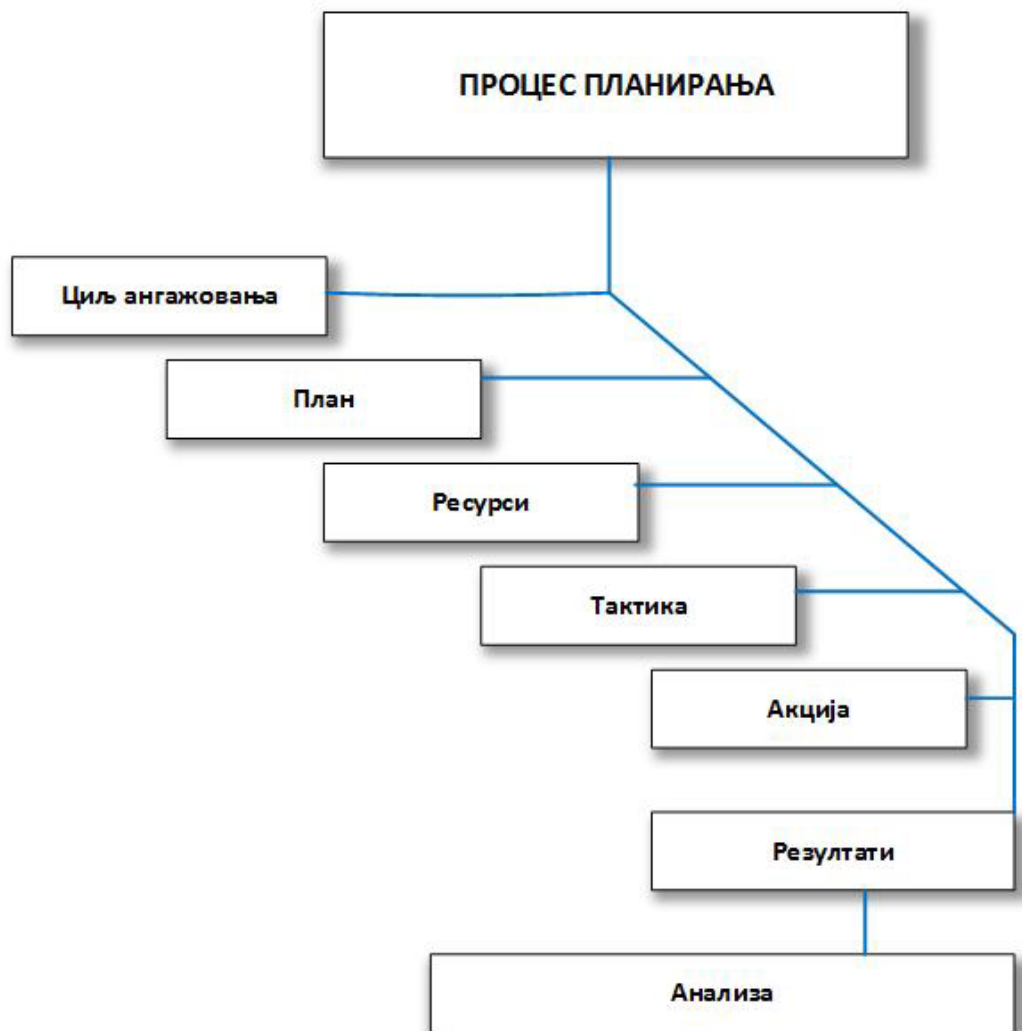 ПРОЦЕС ПЛАНИРАЊА
Циљ ангажовања
План
Ресурси
Тактика
Акција
Резултати
Анализа